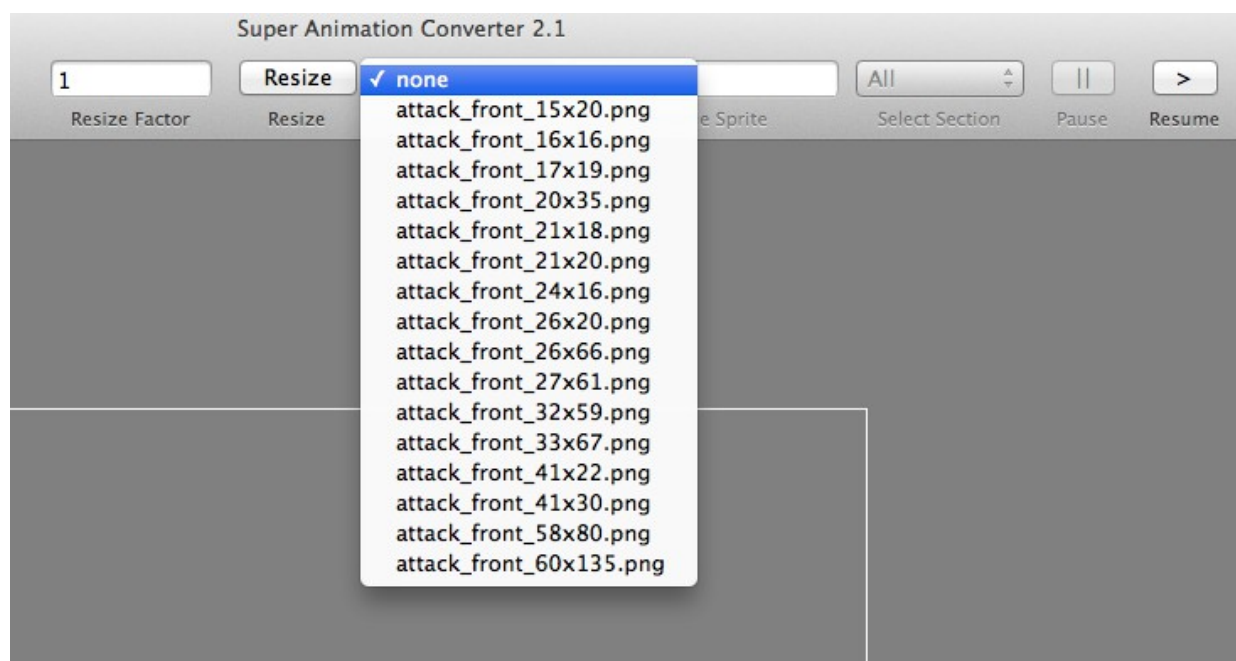 Super Animation Converter 2.1
1 Resize ✓ none All || >
Resize Factor Resize e Sprite Select Section Pause Resume
attack_front_15x20.png
attack_front_16x16.png
attack_front_17x19.png
attack_front_20x35.png
attack_front_21x18.png
attack_front_21x20.png
attack_front_24x16.png
attack_front_26x20.png
attack_front_26x66.png
attack_front_27x61.png
attack_front_32x59.png
attack_front_33x67.png
attack_front_41x22.png
attack_front_41x30.png
attack_front_58x80.png
attack_front_60x135.png